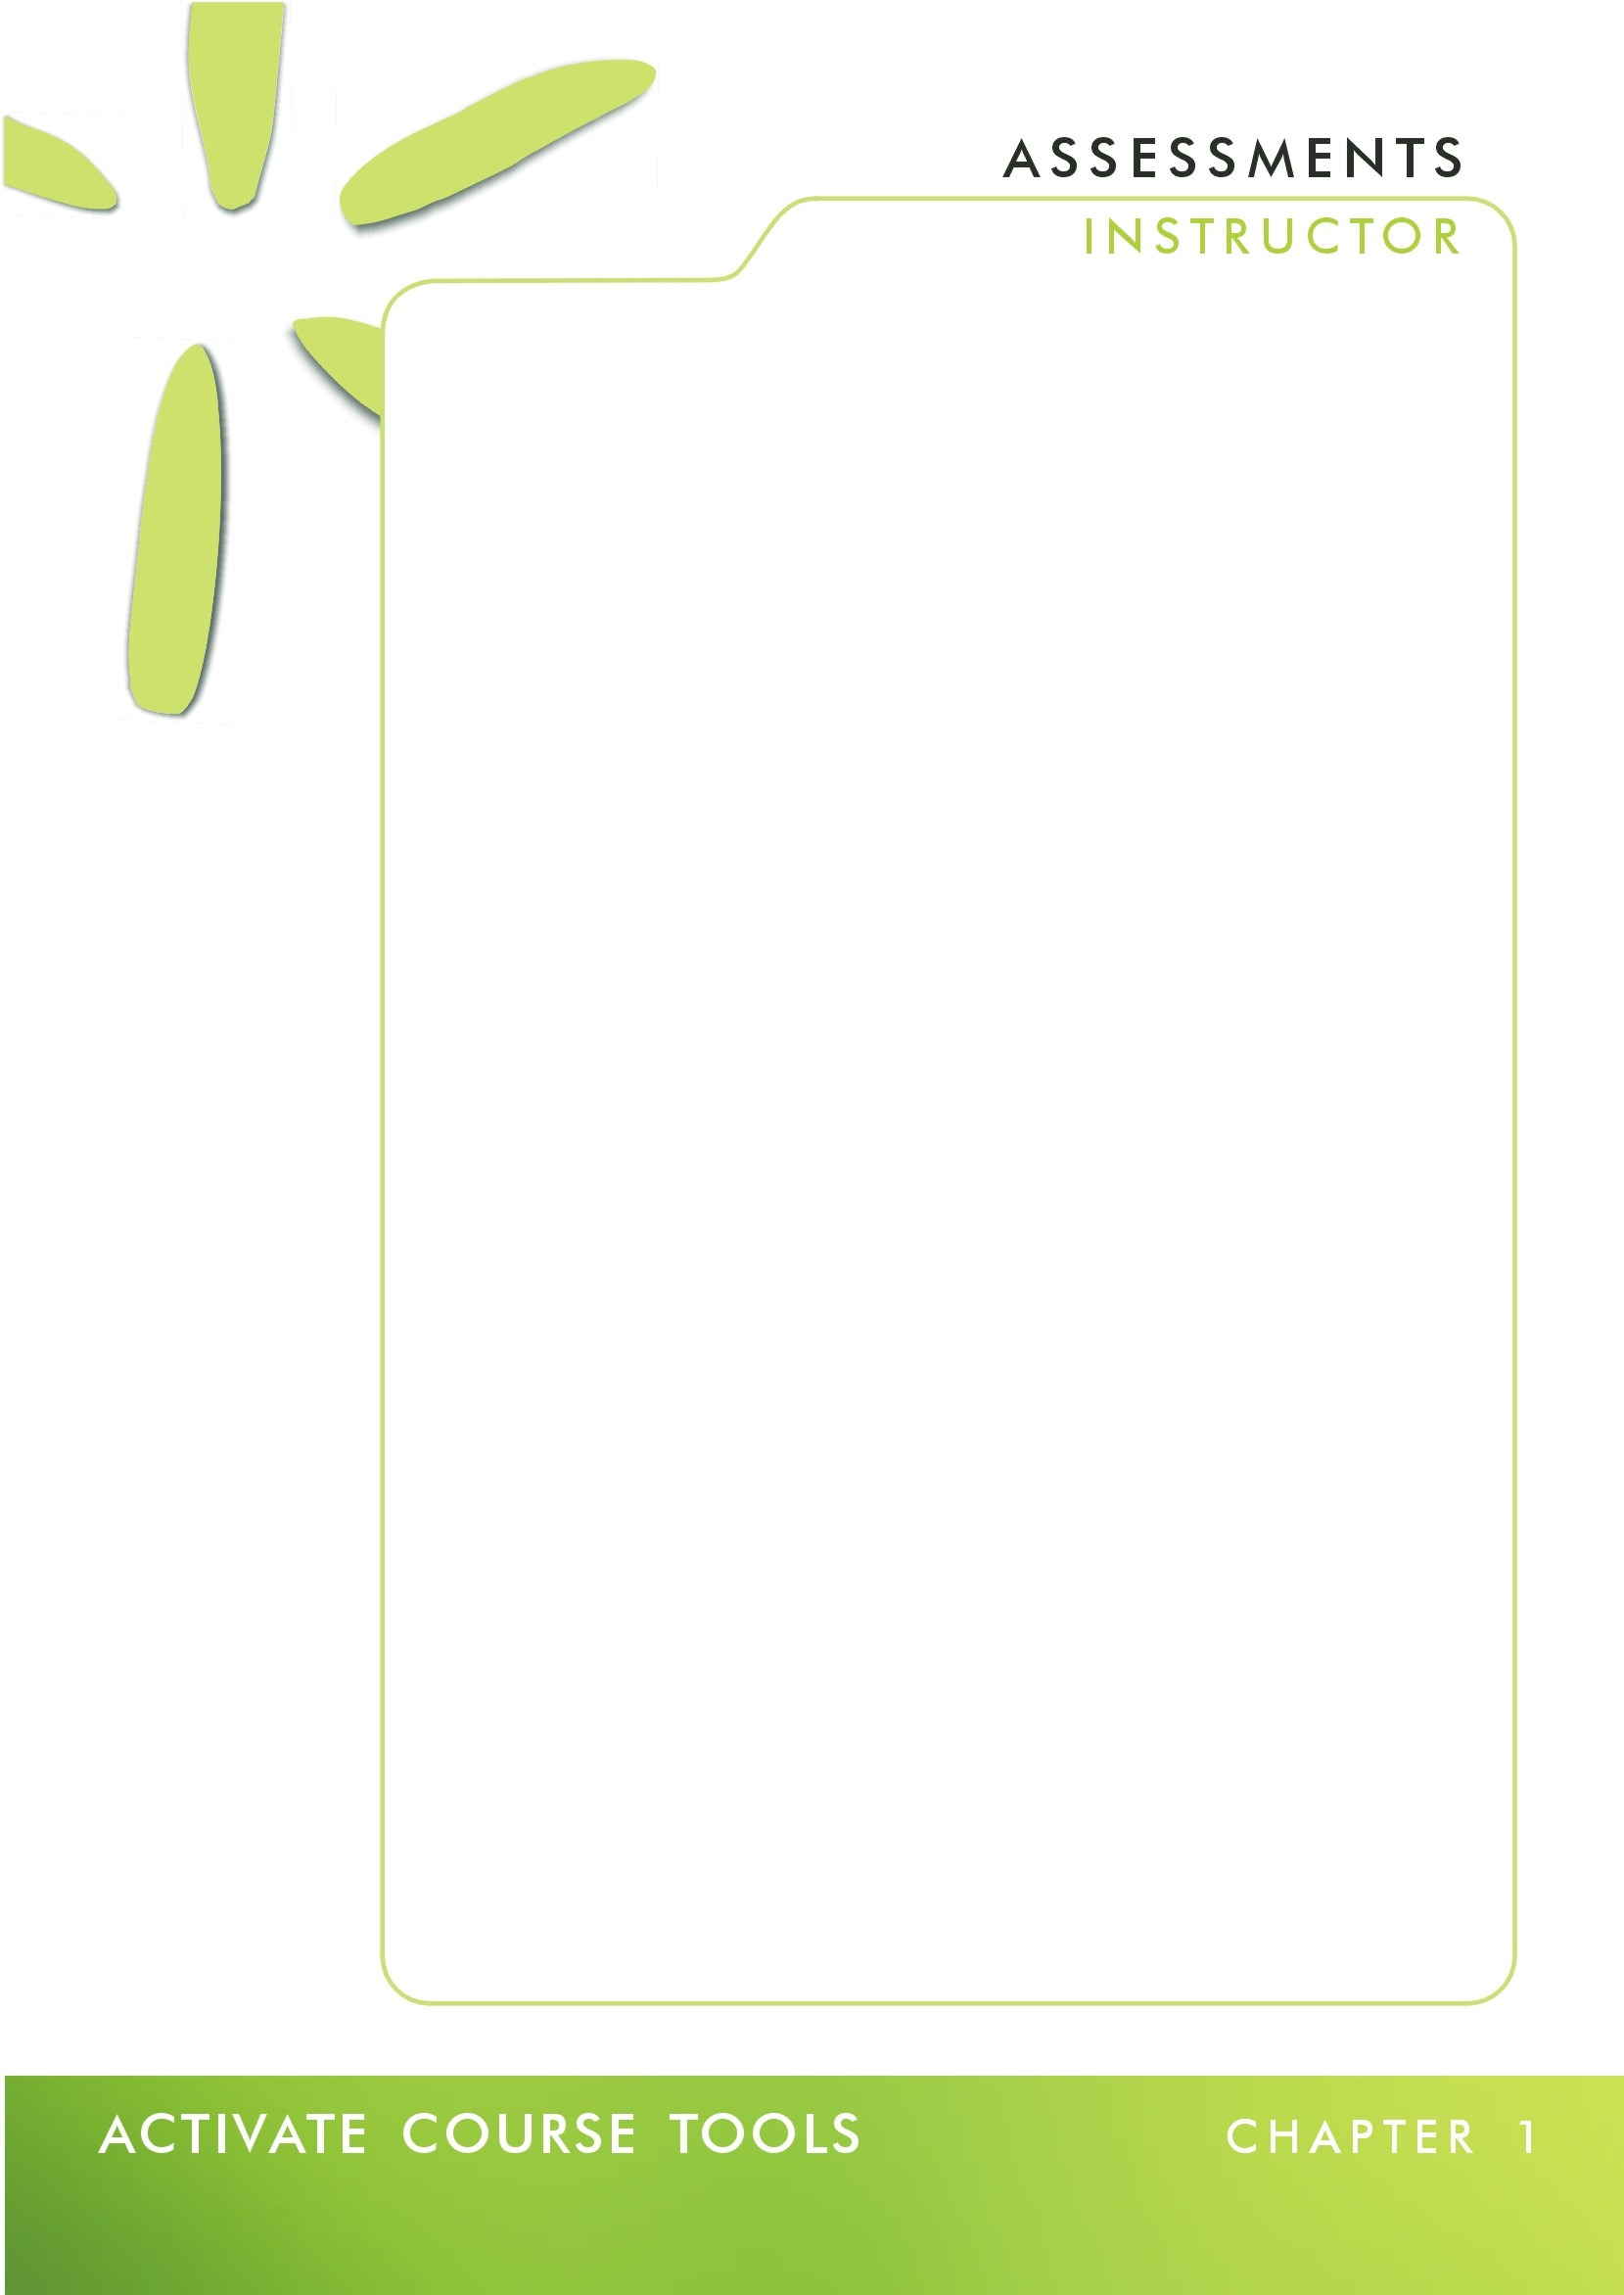 ASSESSMENTS
INSTRUCTOR
ACTIVATE COURSE TOOLS
CHAPTER 1